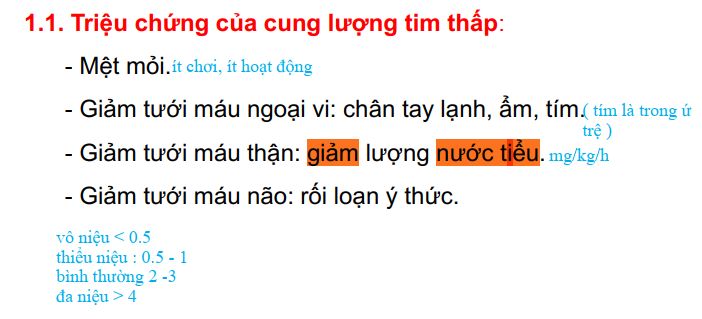 1.1. Triệu chứng của cung lượng tim thấp:
- Mệt mỏi. ít chơi, ít hoạt động
- Giảm tưới máu ngoại vi: chân tay lạnh, ẩm, tím. ( tím là trong ứ
trệ )
- Giảm tưới máu thận: giảm lượng nước tiểu. mg/kg/h
- Giảm tưới máu não: rối loạn ý thức.
vô niệu < 0.5
thiểu niệu : 0.5 - 1
bình thường 2 -3
đa niệu > 4